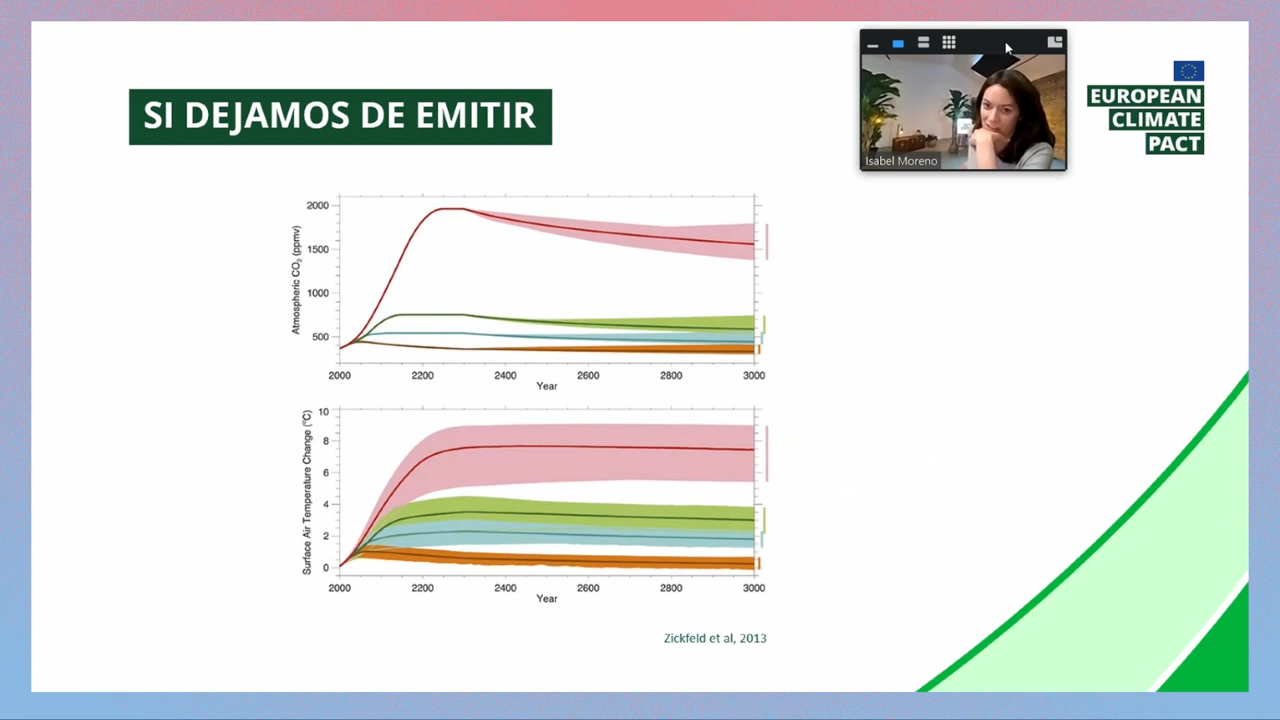 SI DEJAMOS DE EMITIR
Isabel Moreno
EUROPEAN
CLIMATE
PACT
Atmospheric CO₂ (ppmv)
2000
1500
1000
500
2000 2200 2400 2600 2800 3000
Year
Surface Air Temperature Change (°C)
10
8
6
4
2
0
2000 2200 2400 2600 2800 3000
Year
Zickfeld et al, 2013